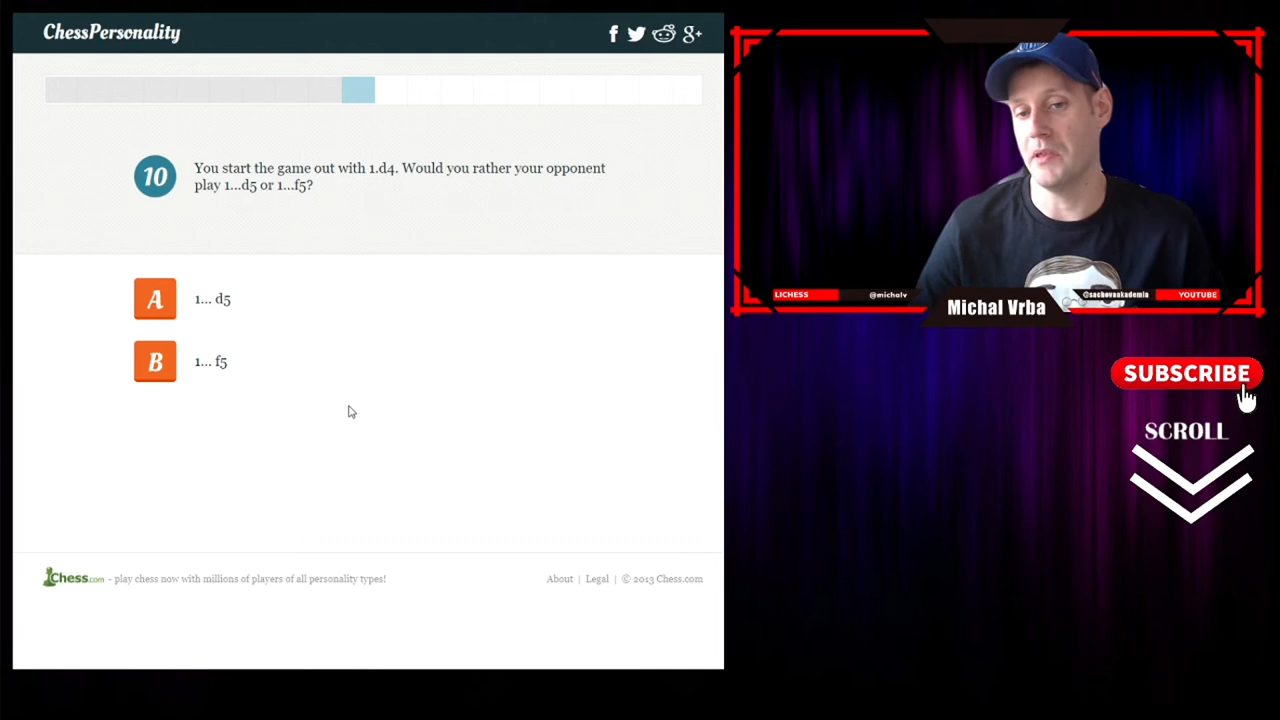 ChessPersonality
10
You start the game out with 1.d4. Would you rather your opponent
play 1...d5 or 1...f5?
A
1... d5
B
1... f5
Chess.com - play chess now with millions of players of all personality types!
About | Legal | © 2013 Chess.com
LICHESS
@michalv
@sachovaakademia
YOUTUBE
Michal Vrba
SUBSCRIBE
SCROLL